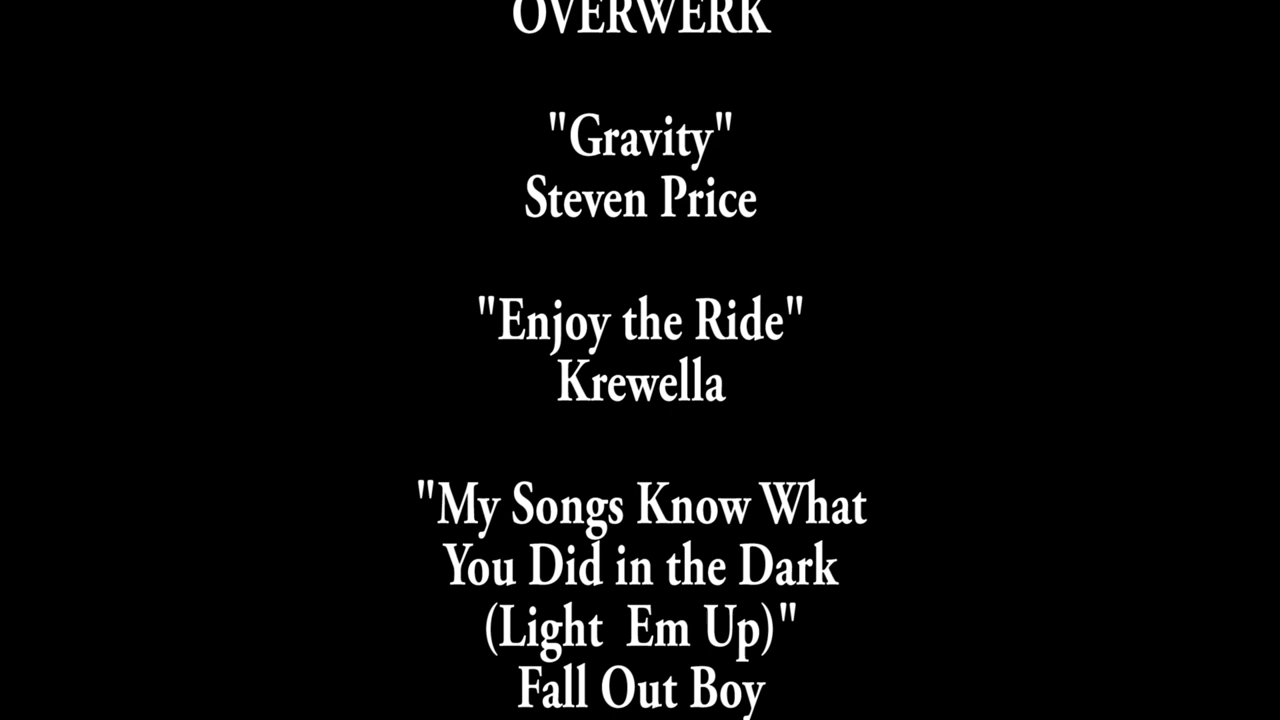 OVERWERK
"Gravity"
Steven Price
"Enjoy the Ride"
Krewella
"My Songs Know What
You Did in the Dark
(Light  Em Up)"
Fall Out Boy